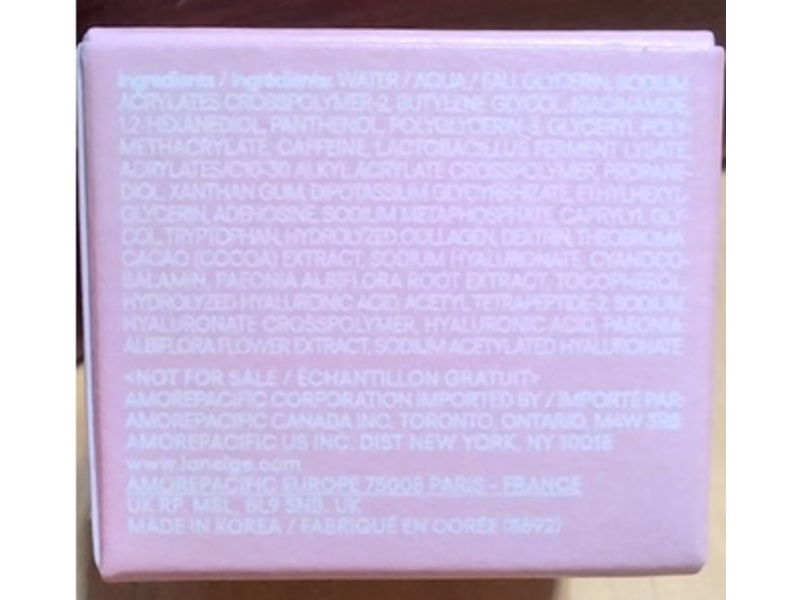 Ingredients / Ingrédients: WATER / AQUA / EAU, GLYCERIN, SODIUM
ACRYLATES CROSSPOLYMER-2, BUTYLENE GLYCOL, NIACINAMIDE,
1,2-HEXANEDIOL, PANTHENOL, POLYGLYCERIN-3, GLYCERYL POLY-
METHACRYLATE, CAFFEINE, LACTOBACILLUS FERMENT LYSATE,
ACRYLATES/C10-30 ALKYL ACRYLATE CROSSPOLYMER, PROPANE-
DIOL, XANTHAN GUM, DIPOTASSIUM GLYCYRRHIZATE, ETHYLHEXYL-
GLYCERIN, ADENOSINE, SODIUM METAPHOSPHATE, CAPRYLYL GLY-
COL, TRYPTOPHAN, HYDROLYZED COLLAGEN, DEXTRIN, THEOBROMA
CACAO (COCOA) EXTRACT, SODIUM HYALURONATE, CYANOCO-
BALAMIN, PAEONIA ALBIFLORA ROOT EXTRACT, TOCOPHEROL,
HYDROLYZED HYALURONIC ACID, ACETYL TETRAPEPTIDE-2, SODIUM
HYALURONATE CROSSPOLYMER, HYALURONIC ACID, PAEONIA
ALBIFLORA FLOWER EXTRACT, SODIUM ACETYLATED HYALURONATE
<NOT FOR SALE / ÉCHANTILLON GRATUIT>
AMOREPACIFIC CORPORATION IMPORTED BY / IMPORTÉ PAR:
AMOREPACIFIC CANADA INC. TORONTO, ONTARIO, M4W 3R8
AMOREPACIFIC US INC. DIST NEW YORK, NY 10018
www.laneige.com
AMOREPACIFIC EUROPE 75008 PARIS - FRANCE
UK RP. MSL, BL9 5NB. UK
MADE IN KOREA / FABRIQUÉ EN CORÉE